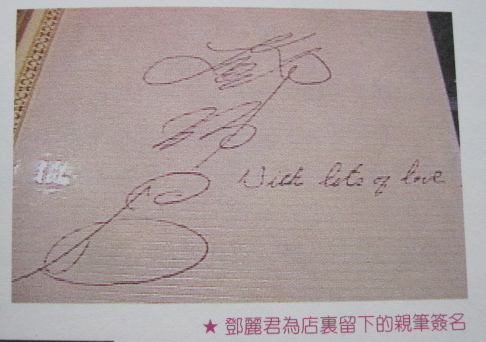 With lots of love
★ 鄧麗君為店裏留下的親筆簽名